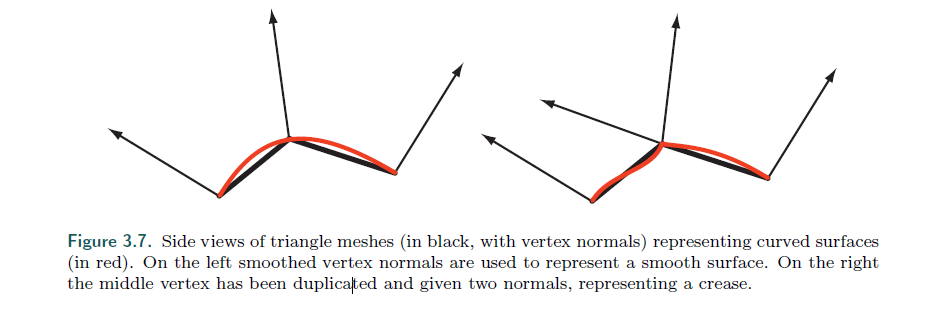 Figure 3.7. Side views of triangle meshes (in black, with vertex normals) representing curved surfaces
(in red). On the left smoothed vertex normals are used to represent a smooth surface. On the right
the middle vertex has been duplicated and given two normals, representing a crease.